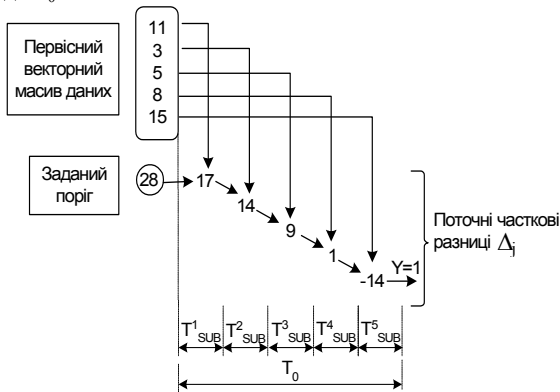 Первісний
векторний
масив даних
11
3
5
8
15
Заданий
поріг
28
17
14
9
1
-14
Y=1
Поточні часткові
разниці Δj
T¹SUB T²SUB T³SUB T⁴SUB T⁵SUB
T₀